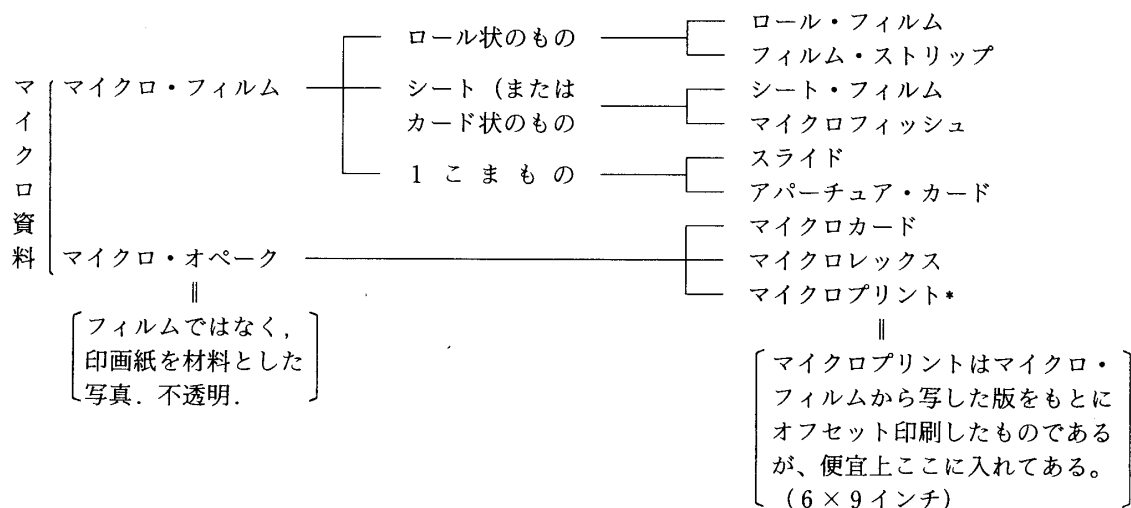 マイクロ資料
マイクロ・フィルム
ロール状のもの
ロール・フィルム
フィルム・ストリップ
シート（または
カード状のもの
シート・フィルム
マイクロフィッシュ
1こまもの
スライド
アパーチュア・カード
マイクロ・オペーク
マイクロカード
マイクロレックス
マイクロプリント*
‖
フィルムではなく，
印画紙を材料とした
写真．不透明．
‖
マイクロプリントはマイクロ・
フィルムから写した版をもとに
オフセット印刷したものである
が、便宜上ここに入れてある。
（6×9インチ）